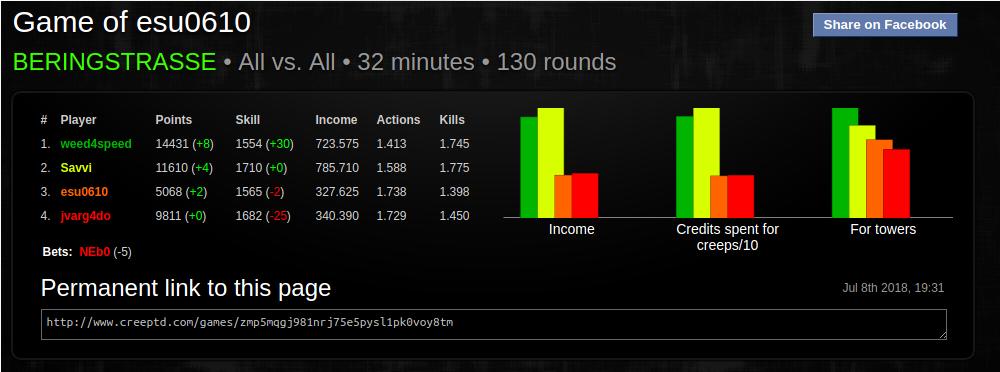 Game of esu0610
Share on Facebook
BERINGSTRASSE • All vs. All • 32 minutes • 130 rounds
# Player Points Skill Income Actions Kills
1. weed4speed 14431 (+8) 1554 (+30) 723.575 1.413 1.745
2. Savvi 11610 (+4) 1710 (+0) 785.710 1.588 1.775
3. esu0610 5068 (+2) 1565 (-2) 327.625 1.738 1.398
4. jvarg4do 9811 (+0) 1682 (-25) 340.390 1.729 1.450
Income
Credits spent for
creeps/10
For towers
Bets: NEb0 (-5)
Permanent link to this page
Jul 8th 2018, 19:31
http://www.creeptd.com/games/zmp5mqgj981nrj75e5pysl1pk0voy8tm